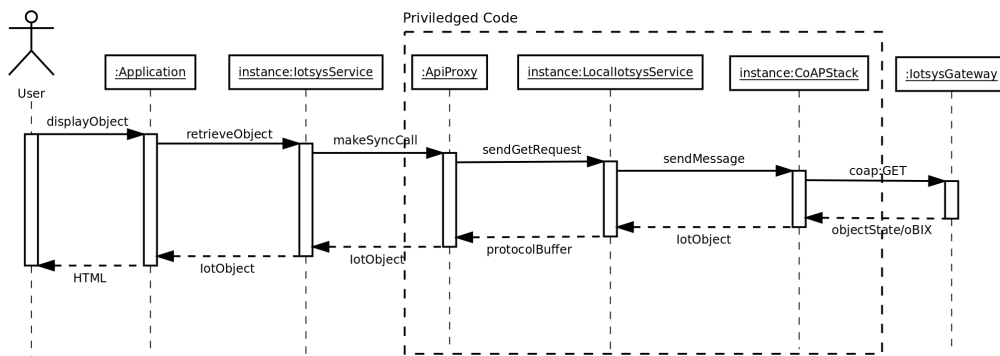 Priviledged Code
:Application
instance:IotsysService
:ApiProxy
instance:LocalIotsysService
instance:CoAPStack
:IotsysGateway
User
displayObject
retrieveObject
makeSyncCall
sendGetRequest
sendMessage
coap:GET
objectState/oBIX
IotObject
protocolBuffer
IotObject
IotObject
HTML